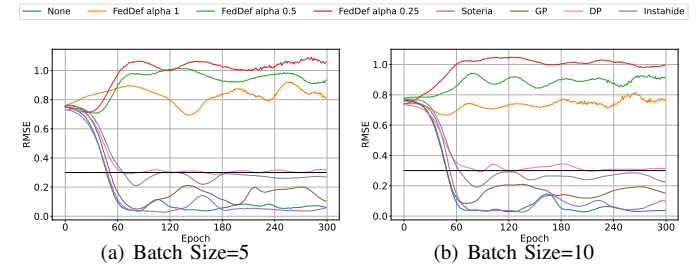 None FedDef alpha 1 FedDef alpha 0.5 FedDef alpha 0.25 Soteria GP DP Instahide
RMSE
1.0
0.8
0.6
0.4
0.2
0.0
0 60 120 180 240 300
Epoch
(a) Batch Size=5
RMSE
1.0
0.8
0.6
0.4
0.2
0.0
0 60 120 180 240 300
Epoch
(b) Batch Size=10